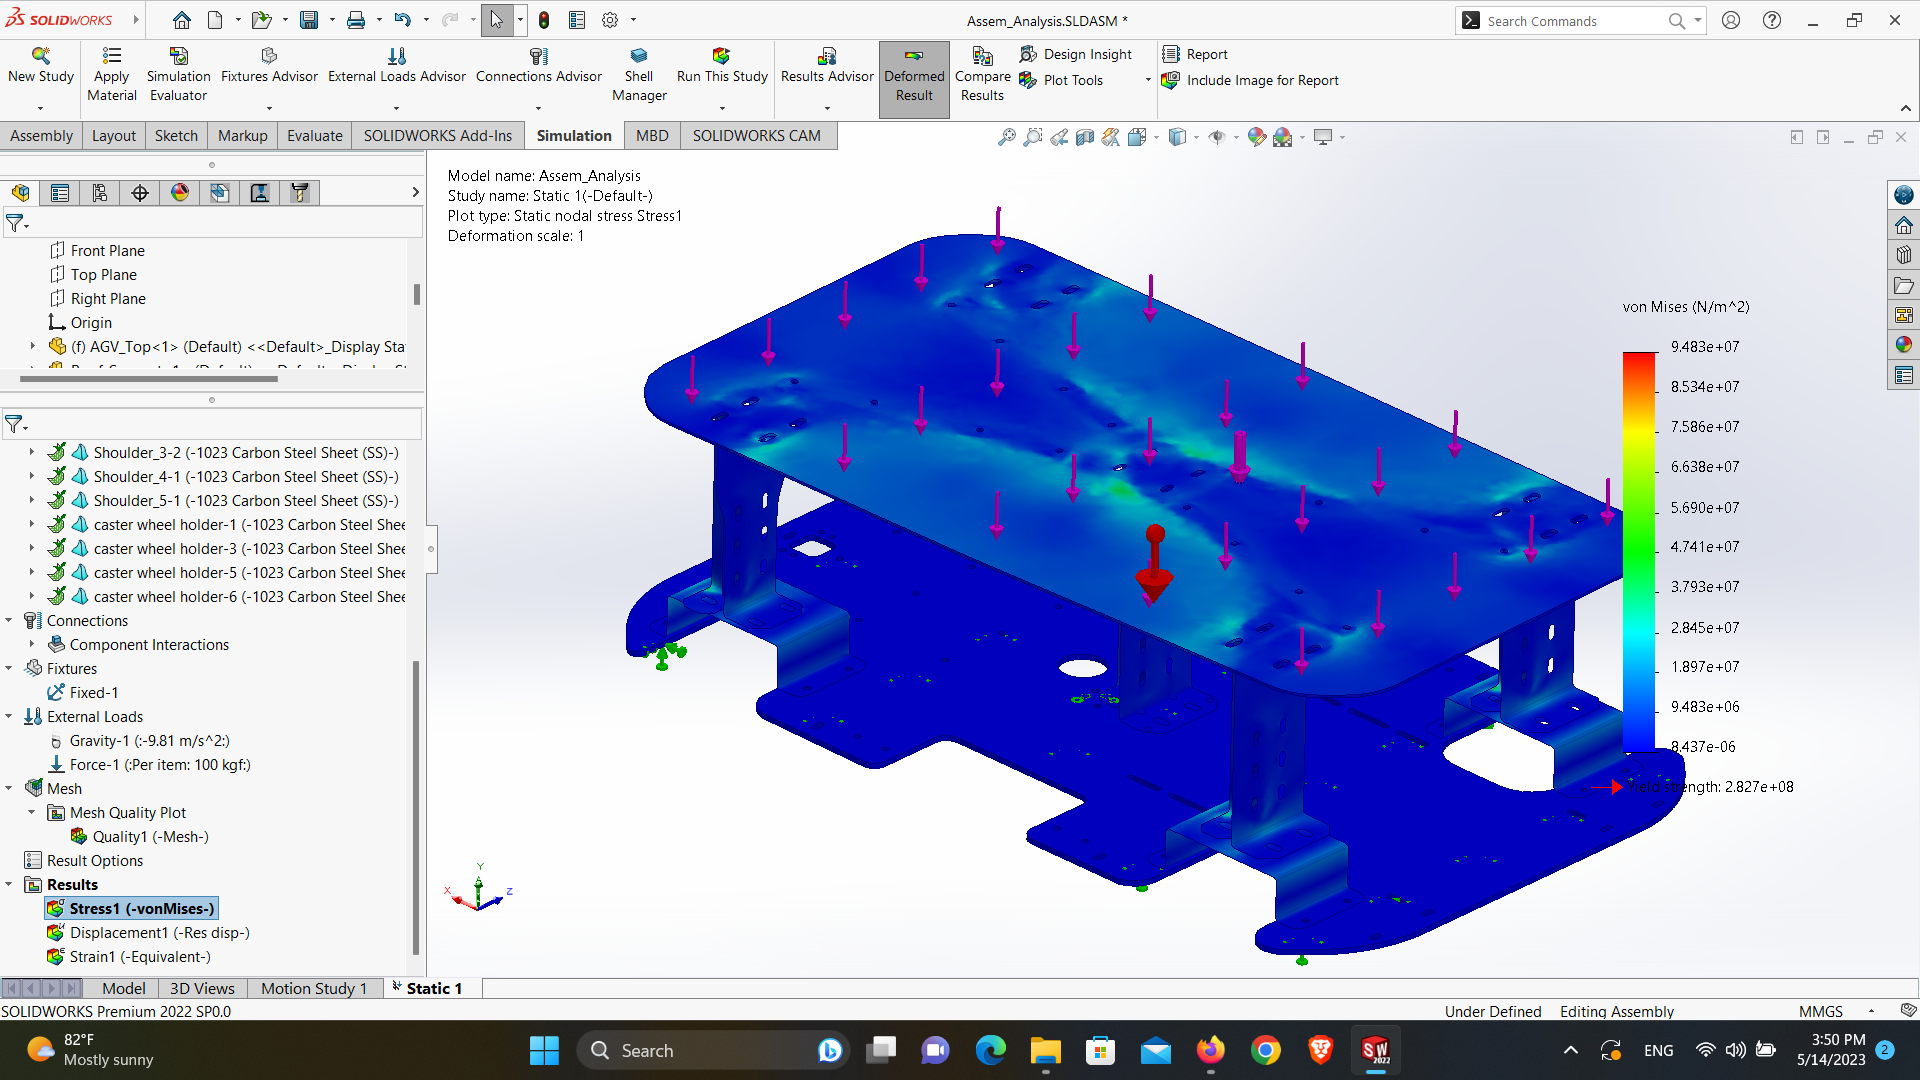 SOLIDWORKS
Assem_Analysis.SLDASM *
Search Commands
New Study
Apply Material
Simulation Evaluator
Fixtures Advisor
External Loads Advisor
Connections Advisor
Shell Manager
Run This Study
Results Advisor
Deformed Result
Compare Results
Design Insight
Plot Tools
Report
Include Image for Report
Assembly
Layout
Sketch
Markup
Evaluate
SOLIDWORKS Add-Ins
Simulation
MBD
SOLIDWORKS CAM
Front Plane
Top Plane
Right Plane
Origin
(f) AGV_Top<1> (Default) <<Default>_Display Sta
Shoulder_3-2 (-1023 Carbon Steel Sheet (SS)-)
Shoulder_4-1 (-1023 Carbon Steel Sheet (SS)-)
Shoulder_5-1 (-1023 Carbon Steel Sheet (SS)-)
caster wheel holder-1 (-1023 Carbon Steel Shee
caster wheel holder-3 (-1023 Carbon Steel Shee
caster wheel holder-5 (-1023 Carbon Steel Shee
caster wheel holder-6 (-1023 Carbon Steel Shee
Connections
Component Interactions
Fixtures
Fixed-1
External Loads
Gravity-1 (:-9.81 m/s^2:)
Force-1 (:Per item: 100 kgf:)
Mesh
Mesh Quality Plot
Quality1 (-Mesh-)
Result Options
Results
Stress1 (-vonMises-)
Displacement1 (-Res disp-)
Strain1 (-Equivalent-)
Model name: Assem_Analysis
Study name: Static 1(-Default-)
Plot type: Static nodal stress Stress1
Deformation scale: 1
von Mises (N/m^2)
9.483e+07
8.534e+07
7.586e+07
6.638e+07
5.690e+07
4.741e+07
3.793e+07
2.845e+07
1.897e+07
9.483e+06
8.437e-06
Yield strength: 2.827e+08
Y
X
Z
Model
3D Views
Motion Study 1
Static 1
SOLIDWORKS Premium 2022 SP0.0
Under Defined
Editing Assembly
MMGS
82°F
Mostly sunny
Search
SW
2022
ENG
3:50 PM
5/14/2023
2